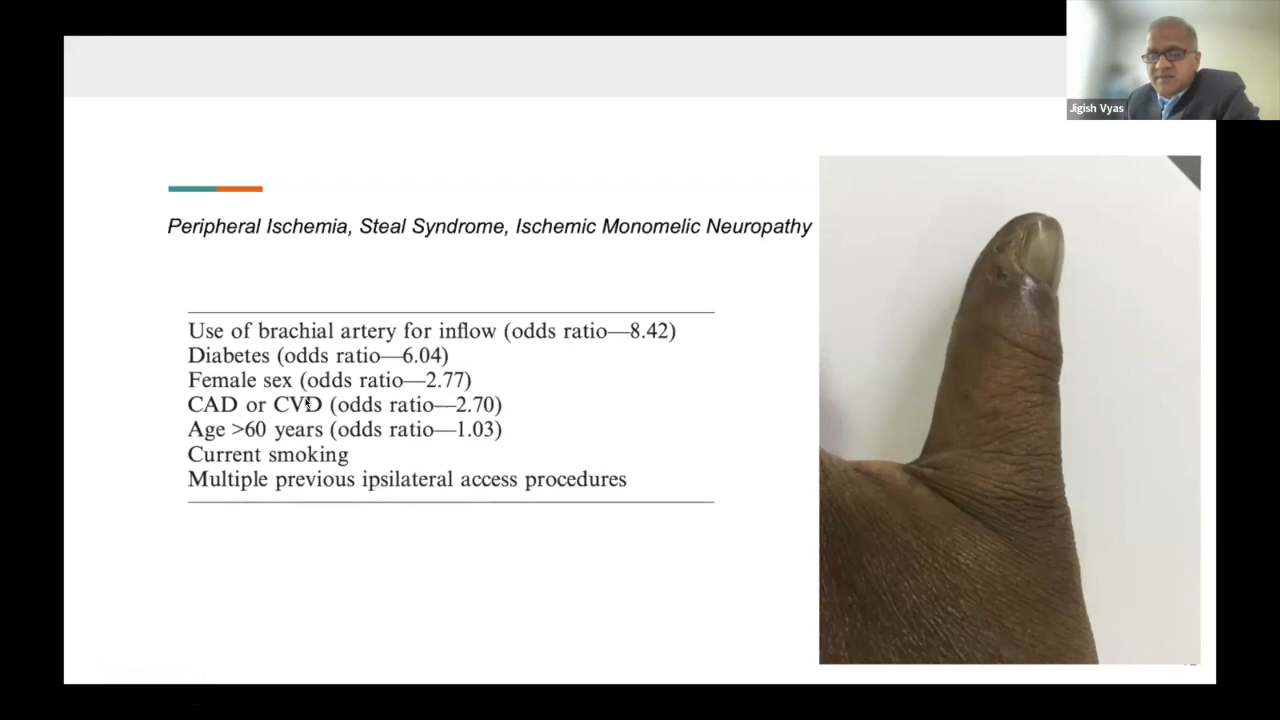 Jigish Vyas
Peripheral Ischemia, Steal Syndrome, Ischemic Monomelic Neuropathy
Use of brachial artery for inflow (odds ratio—8.42)
Diabetes (odds ratio—6.04)
Female sex (odds ratio—2.77)
CAD or CVD (odds ratio—2.70)
Age >60 years (odds ratio—1.03)
Current smoking
Multiple previous ipsilateral access procedures